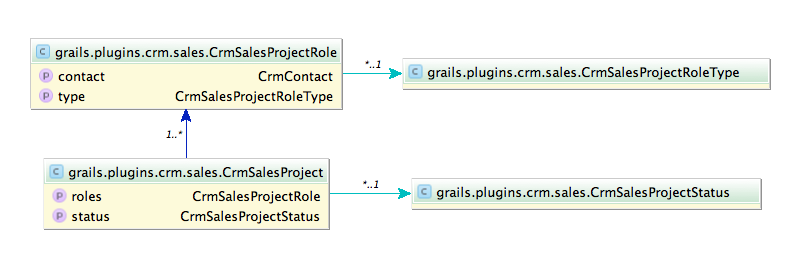 C grails.plugins.crm.sales.CrmSalesProjectRole
P contact CrmContact
P type CrmSalesProjectRoleType
*..1
C grails.plugins.crm.sales.CrmSalesProjectRoleType
1..*
C grails.plugins.crm.sales.CrmSalesProject
P roles CrmSalesProjectRole
P status CrmSalesProjectStatus
*..1
C grails.plugins.crm.sales.CrmSalesProjectStatus